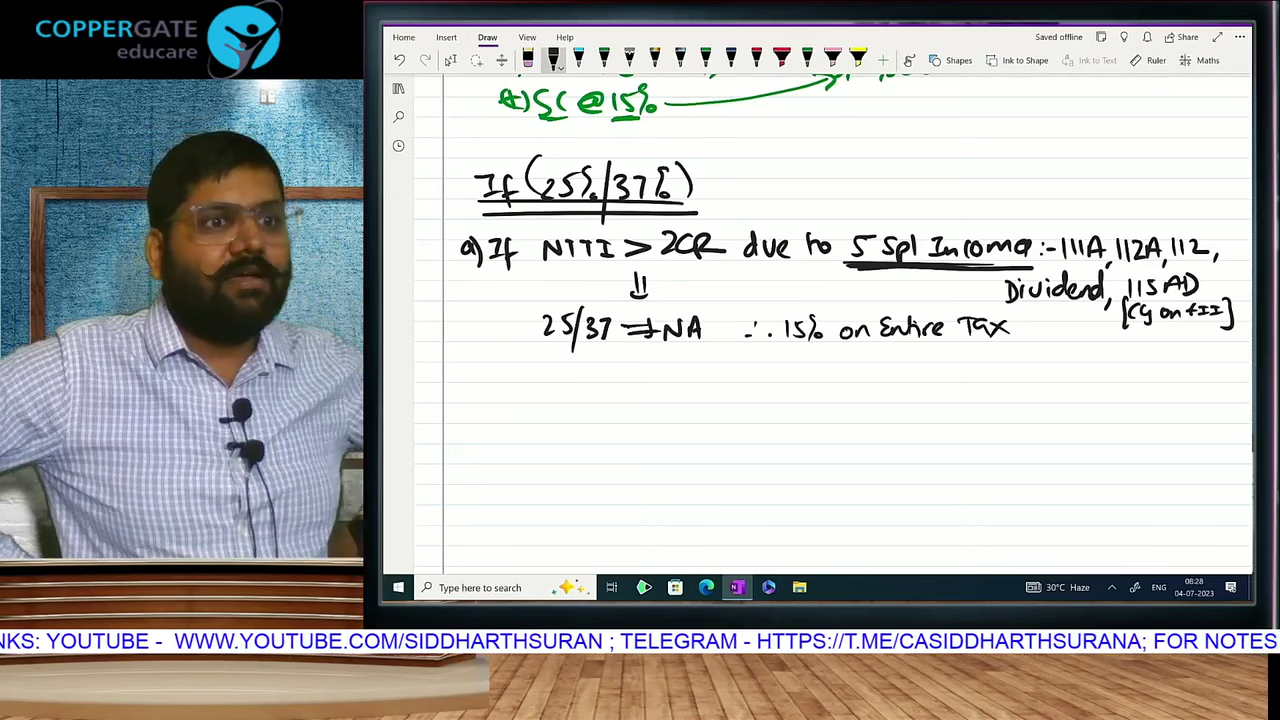 COPPERGATE
educare
Home Insert Draw View Help
Saved offline
Share
Shapes
Ink to Shape
Ink to Text
Ruler
Maths
SC @ 15%
If (25%/37%)
a) If NTTI > 2CR due to 5 Spl Income :- 111A, 112A, 112,
Dividend, 115AD
25/37 ⇒ NA ∴ 15% on Entire Tax
Type here to search
30°C Haze
ENG
08:28
04-07-2023
NKS: YOUTUBE - WWW.YOUTUBE.COM/SIDDHARTHSURAN ; TELEGRAM - HTTPS://T.ME/CASIDDHARTHSURANA; FOR NOTES